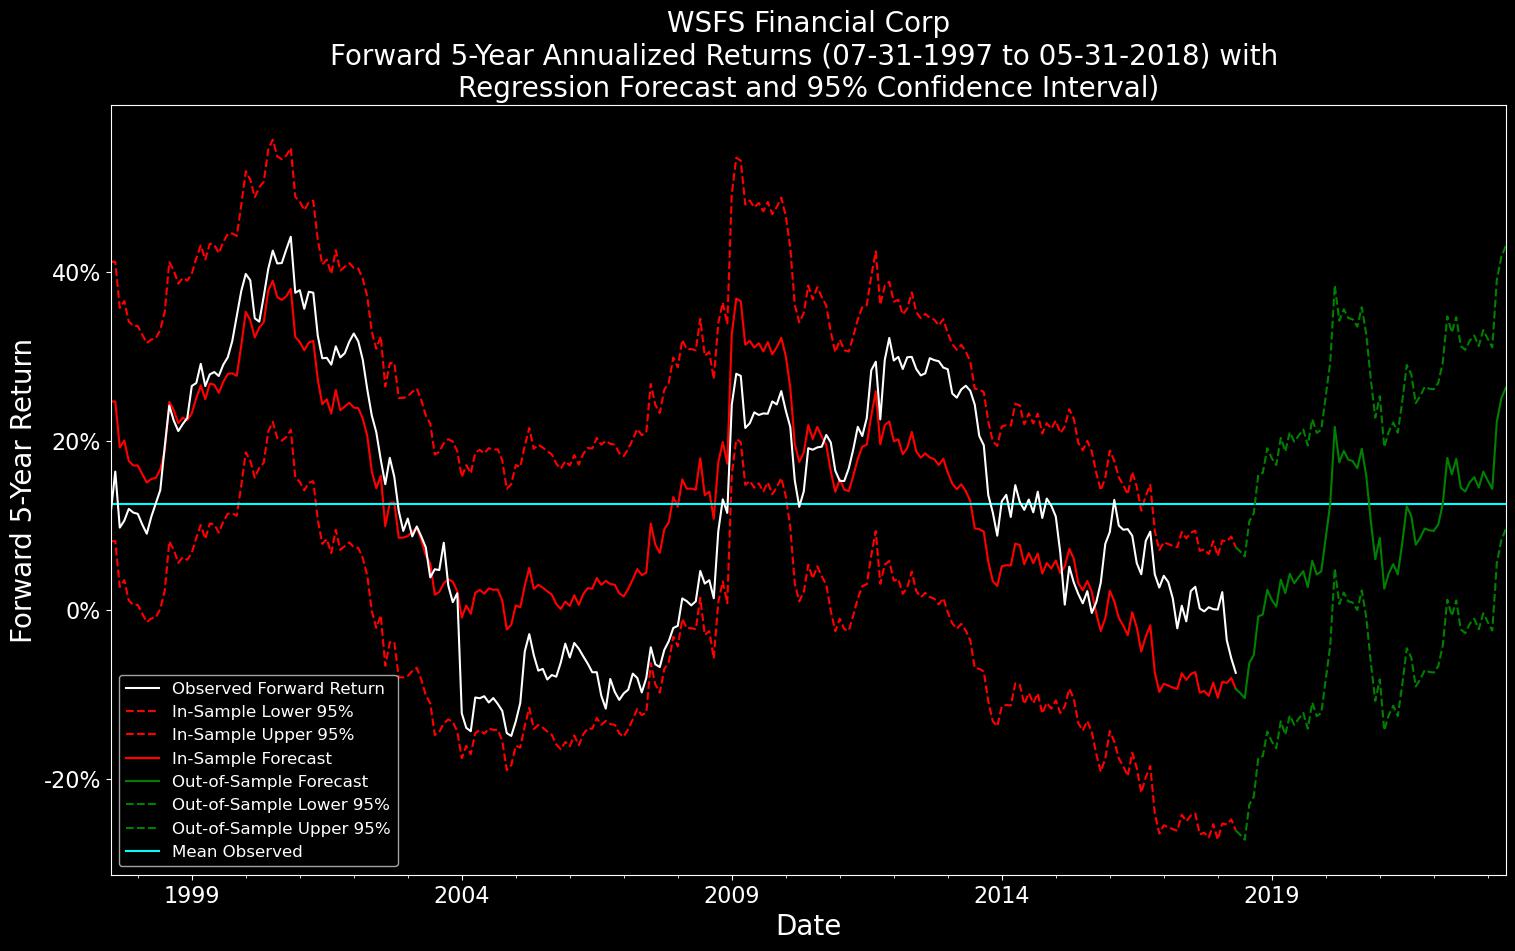 WSFS Financial Corp
Forward 5-Year Annualized Returns (07-31-1997 to 05-31-2018) with
Regression Forecast and 95% Confidence Interval)
Forward 5-Year Return
40%
20%
0%
-20%
Observed Forward Return
In-Sample Lower 95%
In-Sample Upper 95%
In-Sample Forecast
Out-of-Sample Forecast
Out-of-Sample Lower 95%
Out-of-Sample Upper 95%
Mean Observed
1999 2004 2009 2014 2019
Date